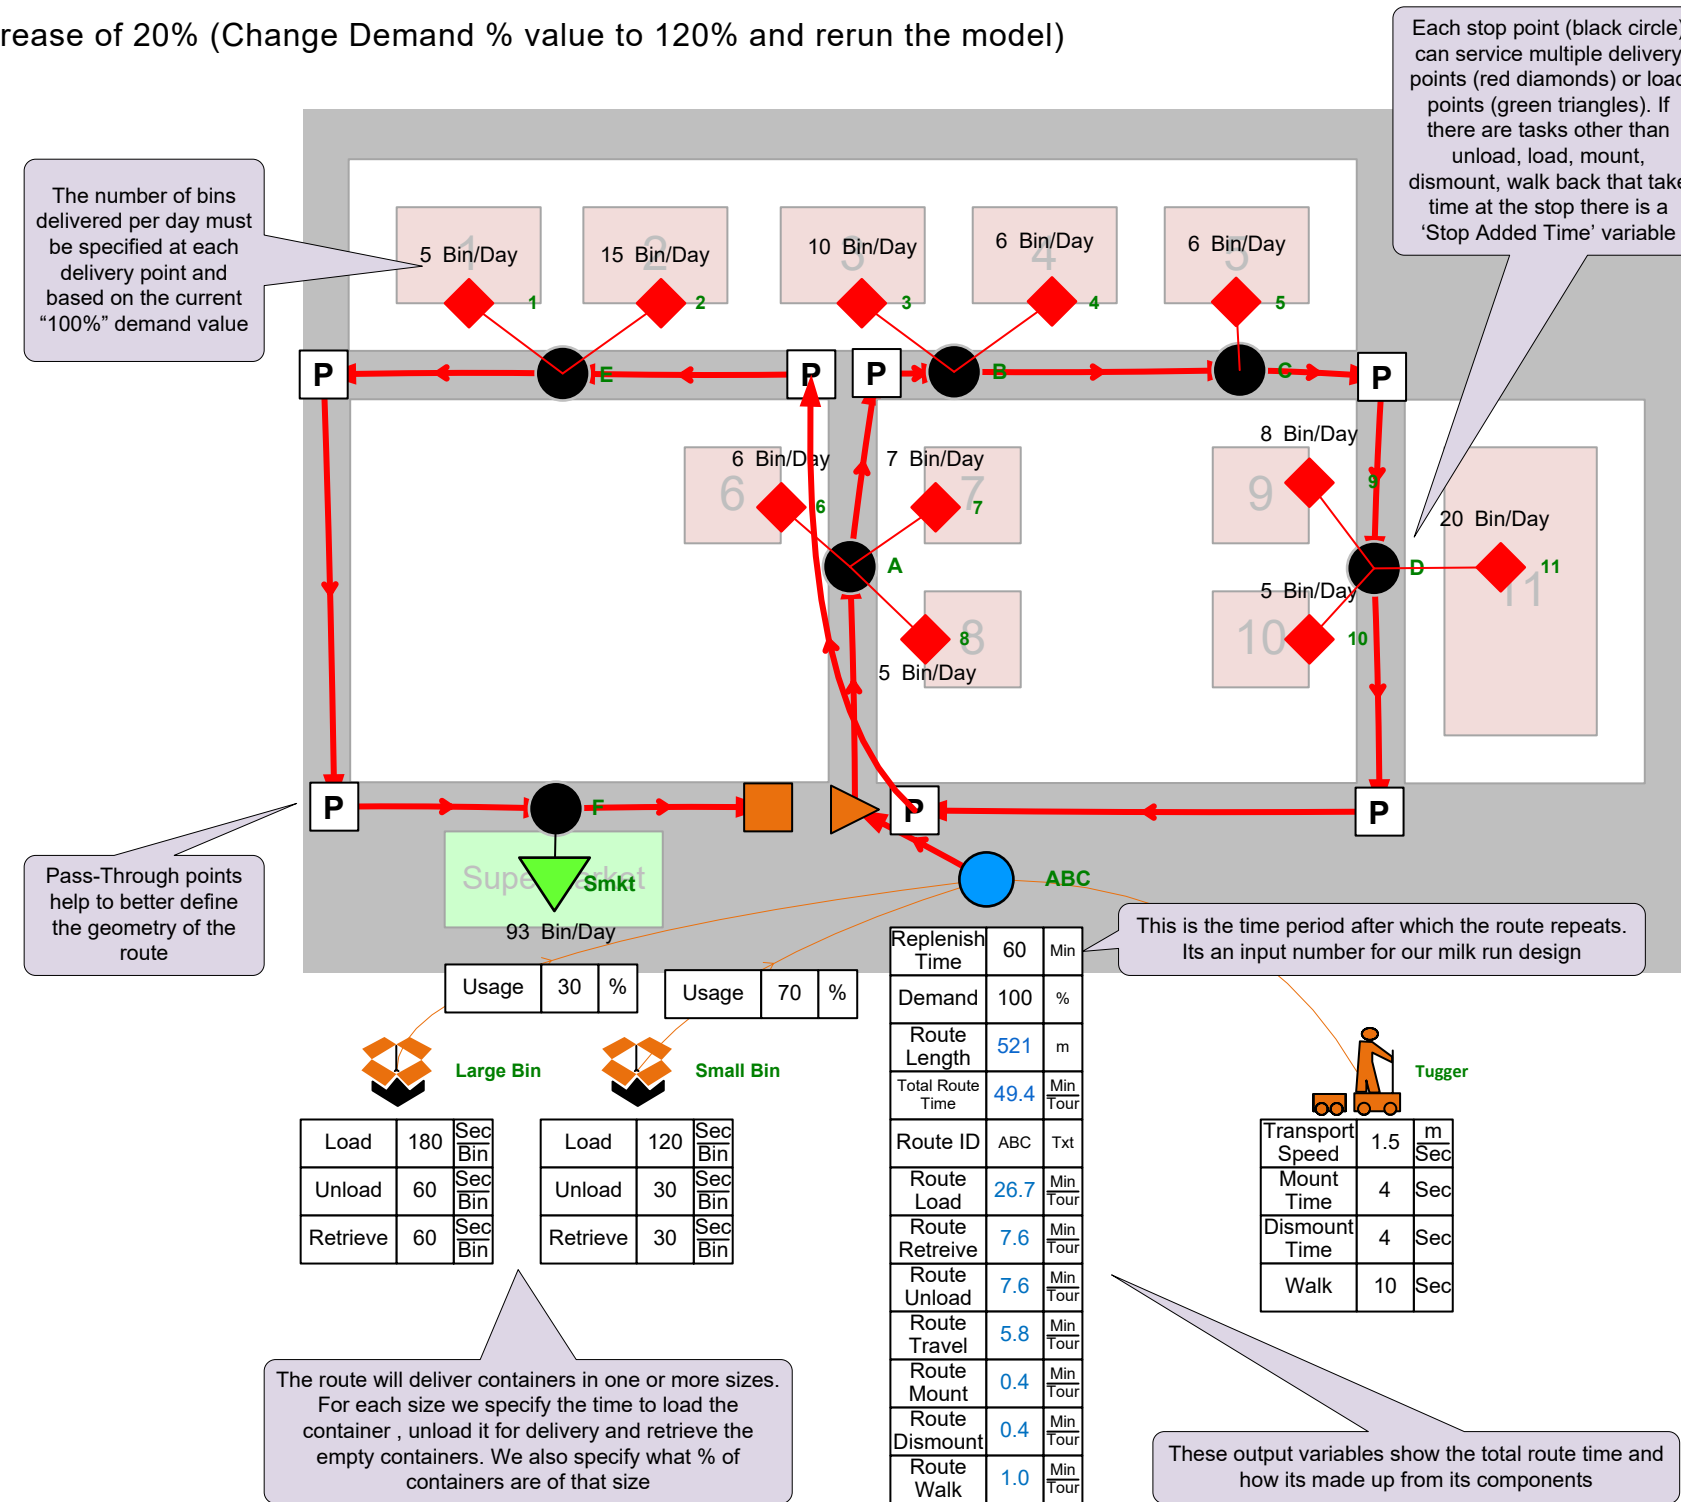 rease of 20% (Change Demand % value to 120% and rerun the model)
Each stop point (black circle)
can service multiple delivery
points (red diamonds) or load
points (green triangles). If
there are tasks other than
unload, load, mount,
dismount, walk back that take
time at the stop there is a
‘Stop Added Time’ variable
The number of bins
delivered per day must
be specified at each
delivery point and
based on the current
“100%” demand value
1
5 Bin/Day
1
2
15 Bin/Day
2
3
10 Bin/Day
3
4
6 Bin/Day
4
5
6 Bin/Day
5
P
E
P
P
B
C
P
6
6 Bin/Day
6
7
7 Bin/Day
7
A
8
8
5 Bin/Day
8 Bin/Day
9
9
20 Bin/Day
11
11
D
5 Bin/Day
10
10
P
F
P
P
Supermarket
Smkt
93 Bin/Day
ABC
Pass-Through points
help to better define
the geometry of the
route
This is the time period after which the route repeats.
Its an input number for our milk run design
Usage 30 %
Usage 70 %
Large Bin
Load 180 Sec/Bin
Unload 60 Sec/Bin
Retrieve 60 Sec/Bin
Small Bin
Load 120 Sec/Bin
Unload 30 Sec/Bin
Retrieve 30 Sec/Bin
Replenish Time 60 Min
Demand 100 %
Route Length 521 m
Total Route Time 49.4 Min/Tour
Route ID ABC Txt
Route Load 26.7 Min/Tour
Route Retreive 7.6 Min/Tour
Route Unload 7.6 Min/Tour
Route Travel 5.8 Min/Tour
Route Mount 0.4 Min/Tour
Route Dismount 0.4 Min/Tour
Route Walk 1.0 Min/Tour
Tugger
Transport Speed 1.5 m/Sec
Mount Time 4 Sec
Dismount Time 4 Sec
Walk 10 Sec
The route will deliver containers in one or more sizes.
For each size we specify the time to load the
container , unload it for delivery and retrieve the
empty containers. We also specify what % of
containers are of that size
These output variables show the total route time and
how its made up from its components